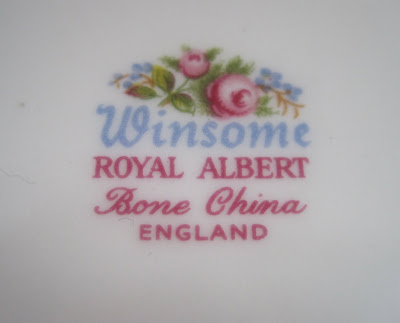 Winsome
ROYAL ALBERT
Bone China
ENGLAND